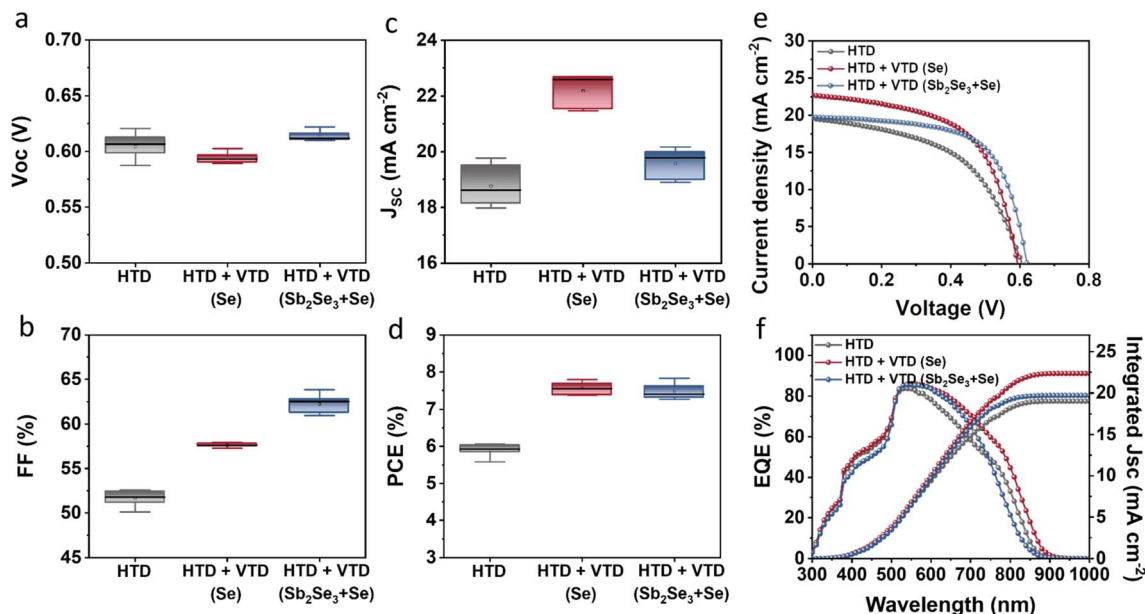 a
0.70
0.65
0.60
0.55
0.50
Voc (V)
HTD
HTD + VTD
HTD + VTD
(Se)
(Sb₂Se₃+Se)
c
24
22
20
18
16
J_SC (mA cm⁻²)
HTD
HTD + VTD
HTD + VTD
(Se)
(Sb₂Se₃+Se)
e
30
25
20
15
10
5
0
Current density (mA cm⁻²)
HTD
HTD + VTD (Se)
HTD + VTD (Sb₂Se₃+Se)
0.0 0.2 0.4 0.6 0.8
Voltage (V)
b
70
65
60
55
50
45
FF (%)
HTD
HTD + VTD
HTD + VTD
(Se)
(Sb₂Se₃+Se)
d
9
8
7
6
5
4
3
PCE (%)
HTD
HTD + VTD
HTD + VTD
(Se)
(Sb₂Se₃+Se)
f
100
80
60
40
20
0
EQE (%)
HTD
HTD + VTD (Se)
HTD + VTD (Sb₂Se₃+Se)
25
20
15
10
5
0
Integrated Jsc (mA cm⁻²)
300 400 500 600 700 800 900 1000
Wavelength (nm)